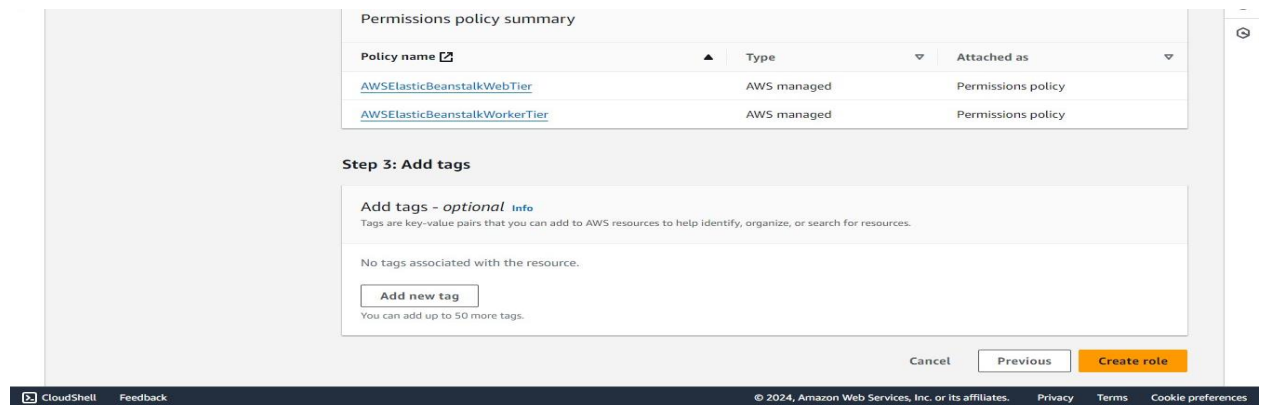 Permissions policy summary
Policy name Type Attached as
AWSElasticBeanstalkWebTier AWS managed Permissions policy
AWSElasticBeanstalkWorkerTier AWS managed Permissions policy
Step 3: Add tags
Add tags - optional Info
Tags are key-value pairs that you can add to AWS resources to help identify, organize, or search for resources.
No tags associated with the resource.
Add new tag
You can add up to 50 more tags.
Cancel Previous Create role
CloudShell Feedback © 2024, Amazon Web Services, Inc. or its affiliates. Privacy Terms Cookie preferences